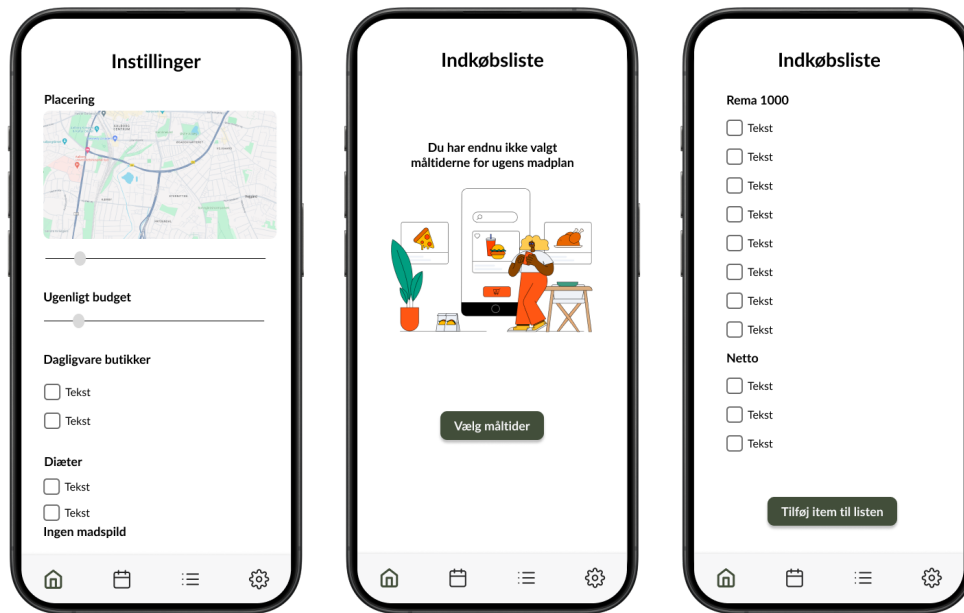 Instillinger
Placering
Ugenligt budget
Dagligvare butikker
Tekst
Tekst
Diæter
Tekst
Tekst
Ingen madspild
Indkøbsliste
Du har endnu ikke valgt
måltiderne for ugens madplan
Vælg måltider
Indkøbsliste
Rema 1000
Tekst
Tekst
Tekst
Tekst
Tekst
Tekst
Tekst
Tekst
Netto
Tekst
Tekst
Tekst
Tilføj item til listen